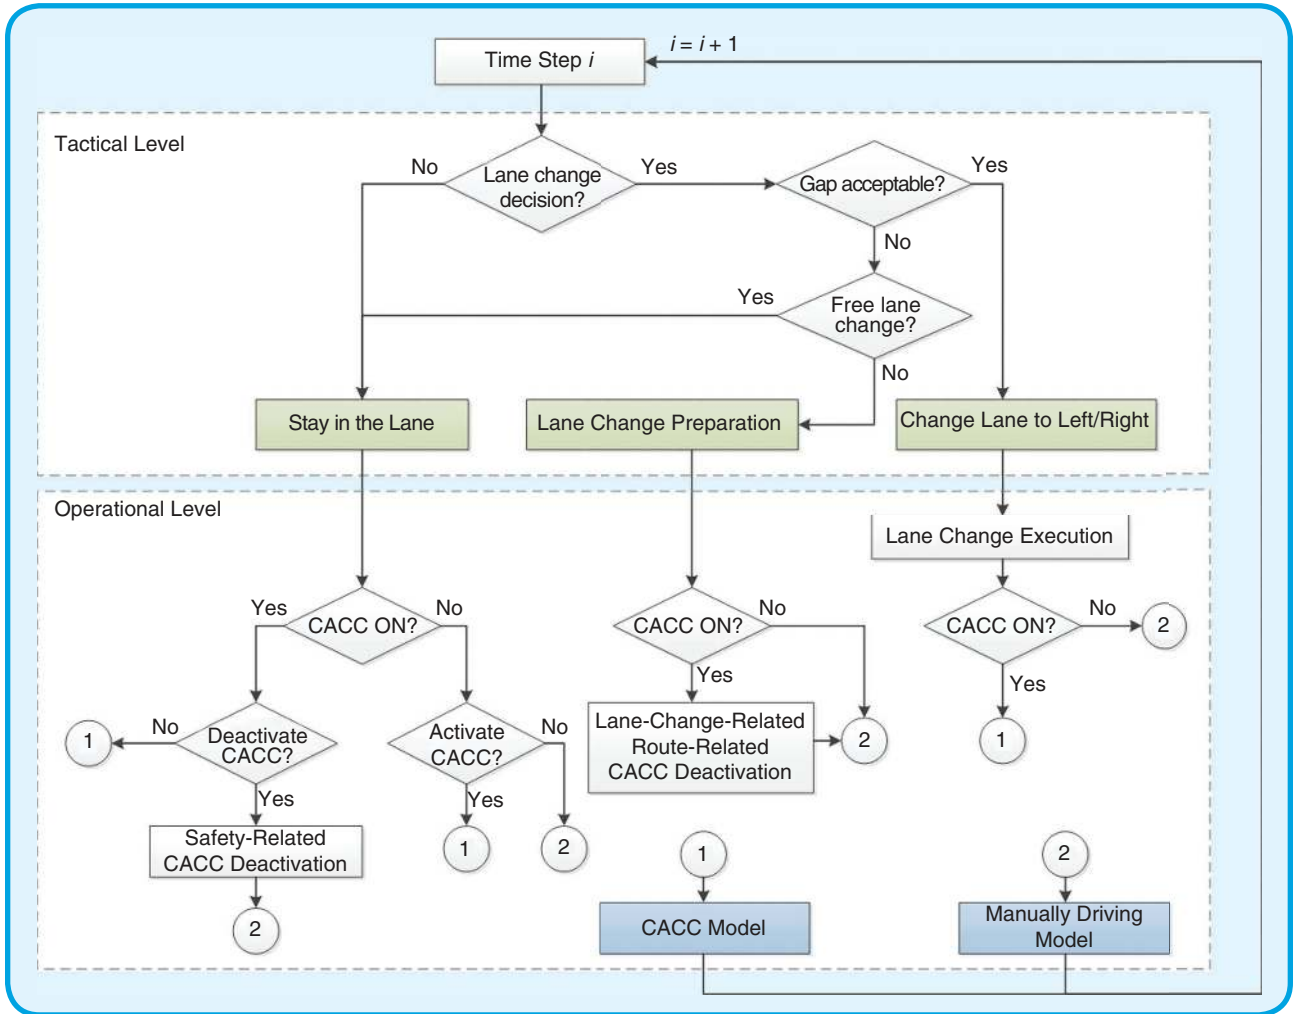 i = i + 1
Time Step i
Tactical Level
No
Lane change
decision?
Yes
Gap acceptable?
Yes
No
Yes
Free lane
change?
No
Stay in the Lane
Lane Change Preparation
Change Lane to Left/Right
Operational Level
Lane Change Execution
Yes
CACC ON?
No
CACC ON?
No
CACC ON?
No
2
Yes
Yes
1
No
Deactivate
CACC?
Activate
CACC?
No
Lane-Change-Related
Route-Related
CACC Deactivation
2
1
Yes
Yes
Safety-Related
CACC Deactivation
1
2
1
2
2
CACC Model
Manually Driving
Model